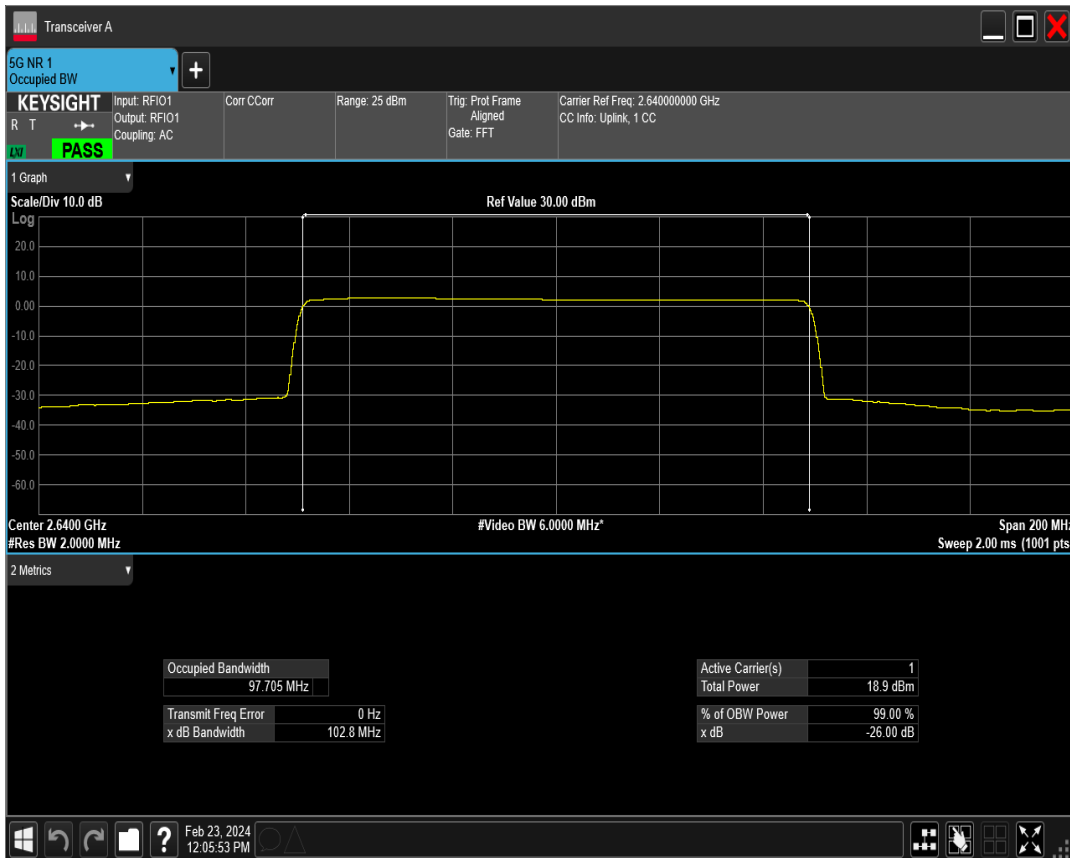 Transceiver A
5G NR 1
Occupied BW
KEYSIGHT
R T
LXI
PASS
Input: RFIO1
Output: RFIO1
Coupling: AC
Corr CCorr
Range: 25 dBm
Trig: Prot Frame
Aligned
Gate: FFT
Carrier Ref Freq: 2.640000000 GHz
CC Info: Uplink, 1 CC
1 Graph
Scale/Div 10.0 dB
Ref Value 30.00 dBm
Log
20.0
10.0
0.00
-10.0
-20.0
-30.0
-40.0
-50.0
-60.0
Center 2.6400 GHz
#Video BW 6.0000 MHz*
Span 200 MHz
#Res BW 2.0000 MHz
Sweep 2.00 ms (1001 pts
2 Metrics
Occupied Bandwidth
97.705 MHz
Transmit Freq Error 0 Hz
x dB Bandwidth 102.8 MHz
Active Carrier(s) 1
Total Power 18.9 dBm
% of OBW Power 99.00 %
x dB -26.00 dB
?
Feb 23, 2024
12:05:53 PM